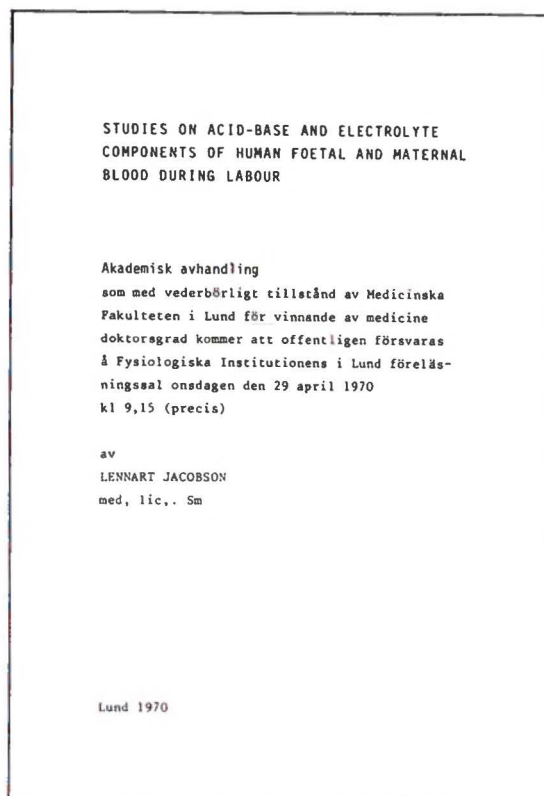 STUDIES ON ACID-BASE AND ELECTROLYTE
COMPONENTS OF HUMAN FOETAL AND MATERNAL
BLOOD DURING LABOUR
Akademisk avhandling
som med vederbörligt tillstånd av Medicinska
Fakulteten i Lund för vinnande av medicine
doktorsgrad kommer att offentligen försvaras
å Fysiologiska Institutionens i Lund föreläs-
ningssal onsdagen den 29 april 1970
kl 9,15 (precis)
av
LENNART JACOBSON
med, lic,. Sm
Lund 1970